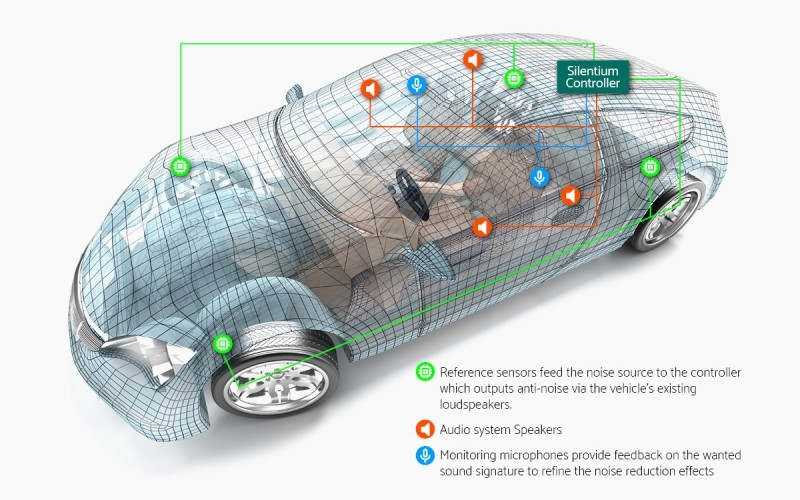 Silentium
Controller
Reference sensors feed the noise source to the controller
which outputs anti-noise via the vehicle's existing
loudspeakers.
Audio system Speakers
Monitoring microphones provide feedback on the wanted
sound signature to refine the noise reduction effects